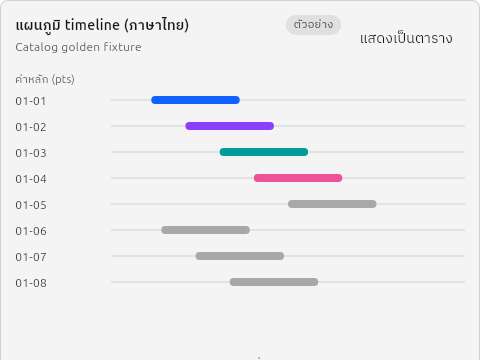 แผนภูมิ timeline (ภาษาไทย)
ตัวอย่าง
แสดงเป็นตาราง
Catalog golden fixture
ค่าหลัก (pts)
01-01
01-02
01-03
01-04
01-05
01-06
01-07
01-08